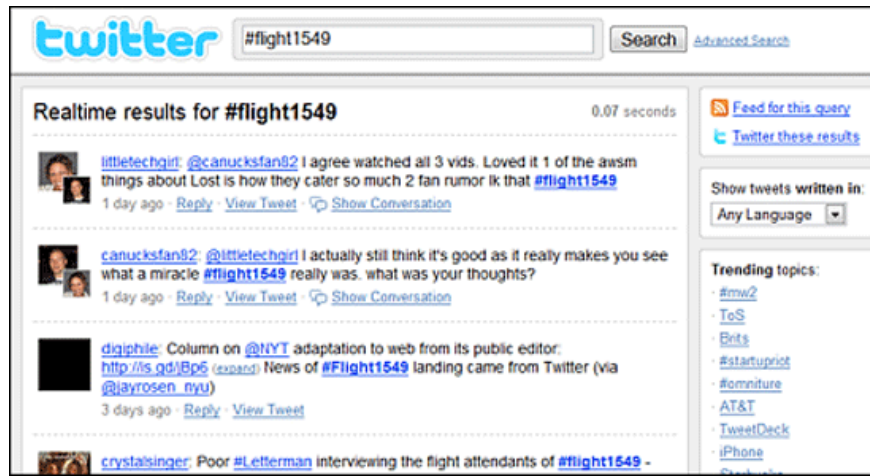 twitter
#flight1549
Search
Advanced Search
Realtime results for #flight1549
0.07 seconds
littletechgirl: @canucksfan82 I agree watched all 3 vids. Loved it 1 of the awsm
things about Lost is how they cater so much 2 fan rumor lk that #flight1549
1 day ago · Reply · View Tweet · Show Conversation
canucksfan82: @littletechgirl I actually still think it's good as it really makes you see
what a miracle #flight1549 really was. what was your thoughts?
1 day ago · Reply · View Tweet · Show Conversation
digiphile: Column on @NYT adaptation to web from its public editor:
http://is.gd/jBp6 (expand) News of #Flight1549 landing came from Twitter (via
@jayrosen_nyu)
3 days ago · Reply · View Tweet
crystalsinger: Poor #Letterman interviewing the flight attendants of #flight1549 -
Feed for this query
Twitter these results
Show tweets written in:
Any Language
Trending topics:
· #mw2
· ToS
· Brits
· #startupriot
· #omniture
· AT&T
· TweetDeck
· iPhone